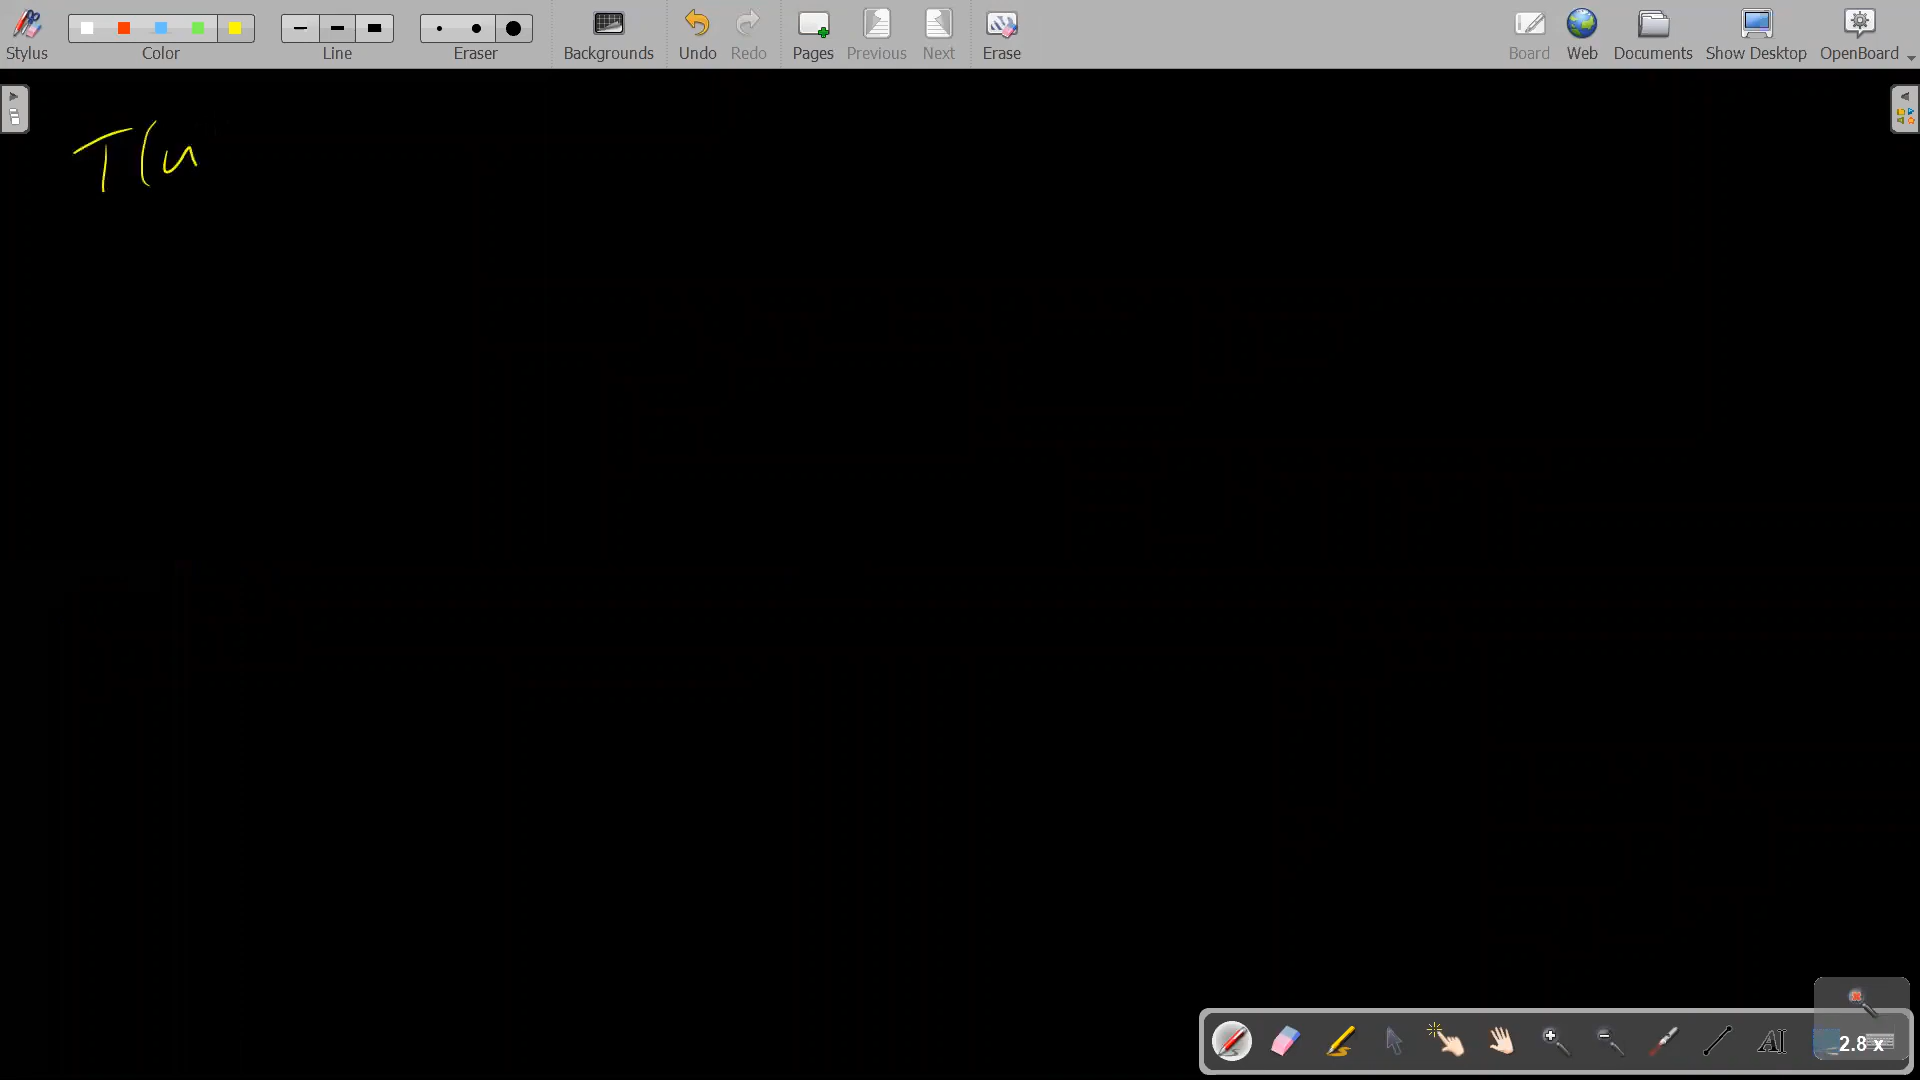 Stylus Color Line Eraser Backgrounds Undo Redo Pages Previous Next Erase Board Web Documents Show Desktop OpenBoard
T(u
2.8 x